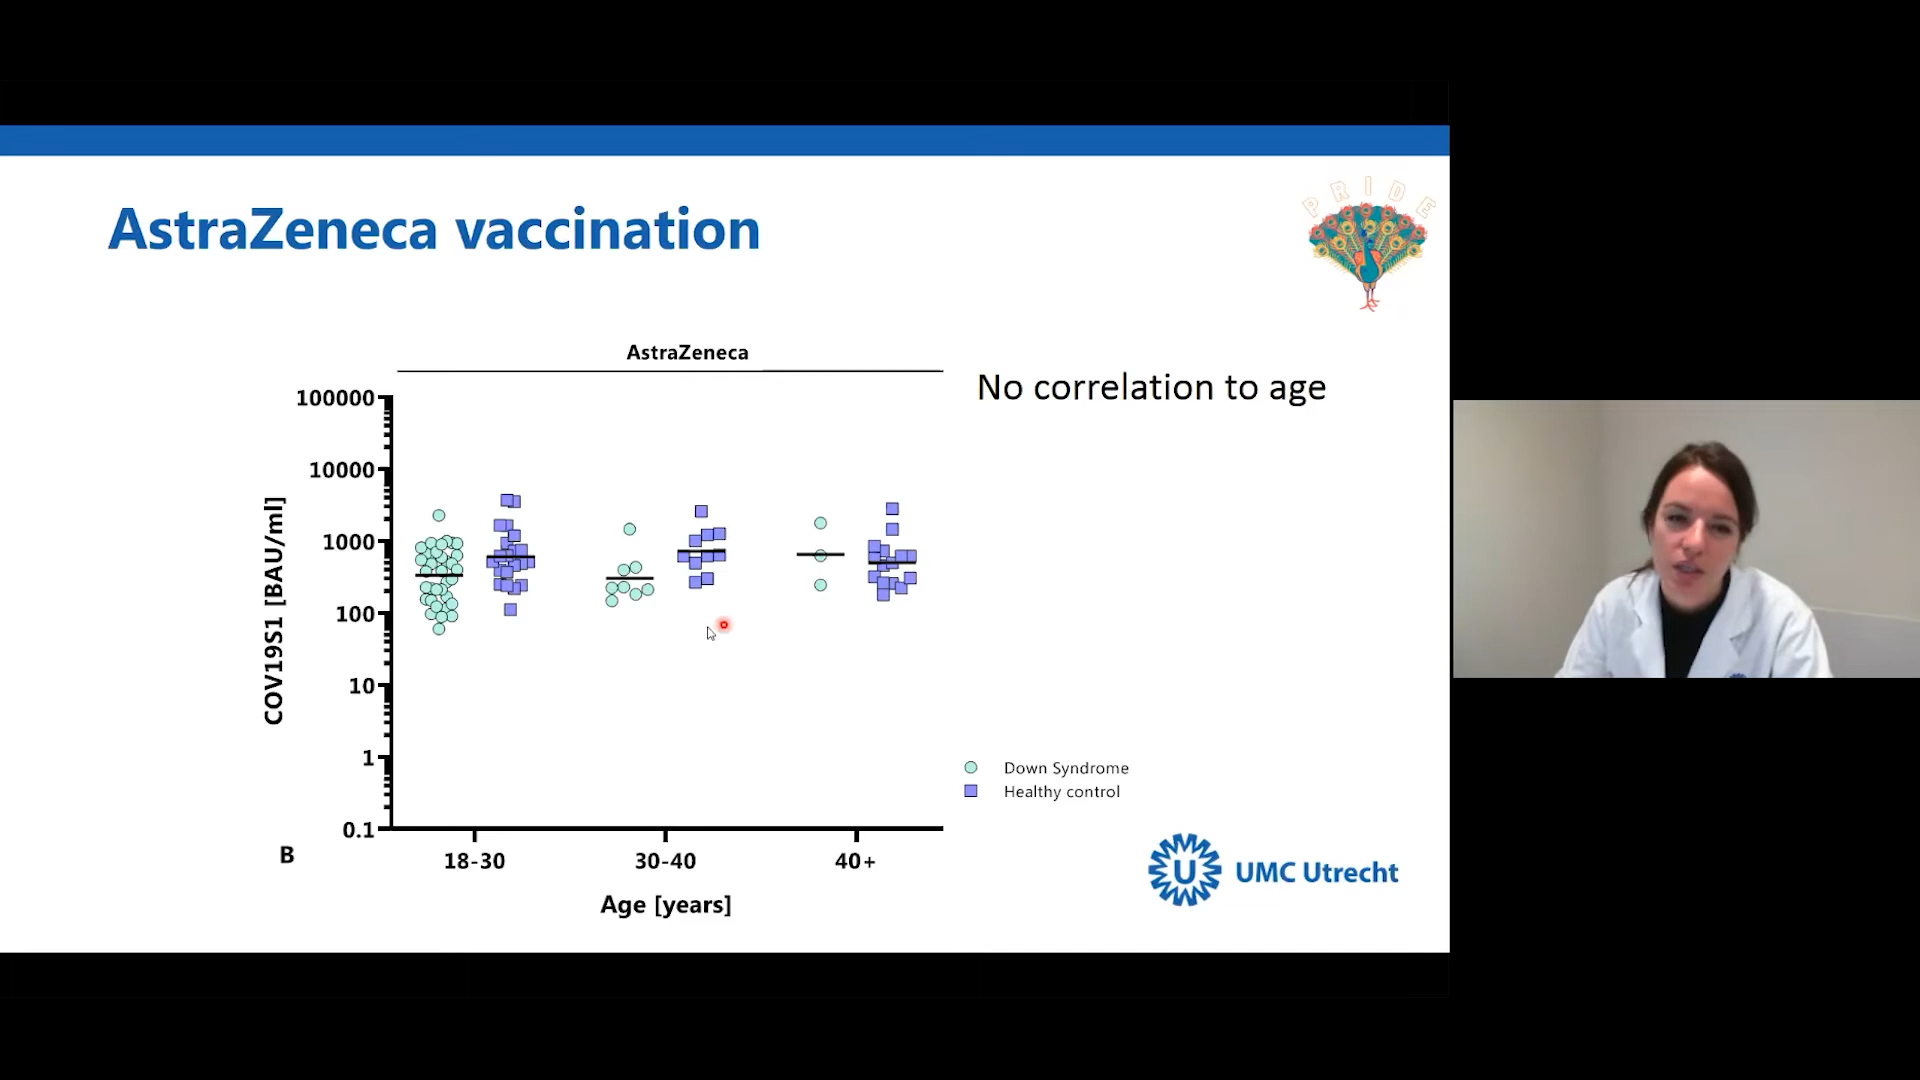 AstraZeneca vaccination
PRIDE
AstraZeneca
No correlation to age
100000
10000
1000
100
10
1
0.1
COV19S1 [BAU/ml]
18-30
30-40
40+
Age [years]
B
Down Syndrome
Healthy control
U
UMC Utrecht